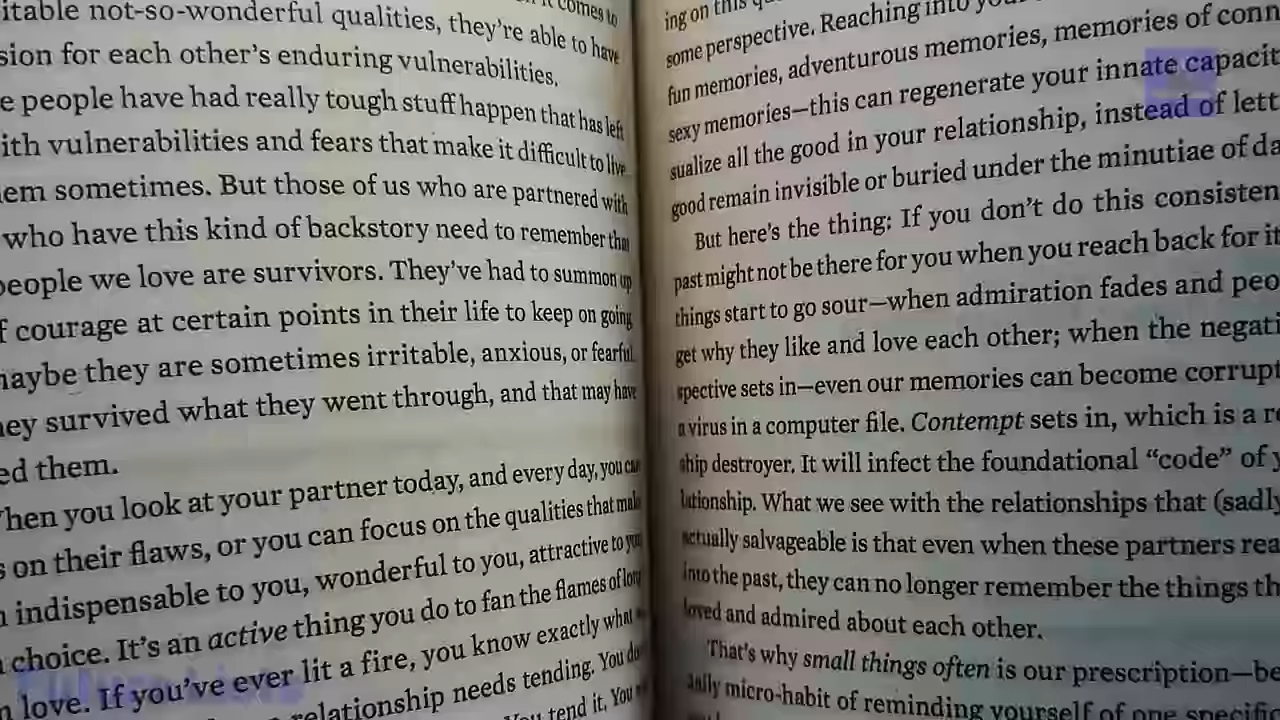 not-so-wonderful qualities, they're able to have
for each other's enduring vulnerabilities.
people have had really tough stuff happen that has left
vulnerabilities and fears that make it difficult to live
sometimes. But those of us who are partnered with
who have this kind of backstory need to remember that
people we love are survivors. They've had to summon up
courage at certain points in their life to keep on going
maybe they are sometimes irritable, anxious, or fearful.
survived what they went through, and that may have
them.
you look at your partner today, and every day, you can
on their flaws, or you can focus on the qualities that make
indispensable to you, wonderful to you, attractive to you
choice. It's an active thing you do to fan the flames of long
love. If you've ever lit a fire, you know exactly what
relationship needs tending. You do
tend it. You
ing on this
some perspective. Reaching into
fun memories, adventurous memories, memories of conn
sexy memories—this can regenerate your innate capacit
sualize all the good in your relationship, instead of lett
good remain invisible or buried under the minutiae of da
But here's the thing: If you don't do this consisten
past might not be there for you when you reach back for it
things start to go sour—when admiration fades and peo
get why they like and love each other; when the negati
spective sets in—even our memories can become corrupt
a virus in a computer file. Contempt sets in, which is a re
ship destroyer. It will infect the foundational “code” of y
lationship. What we see with the relationships that (sadly
actually salvageable is that even when these partners rea
into the past, they can no longer remember the things th
loved and admired about each other.
That's why small things often is our prescription—be
daily micro-habit of reminding yourself of one specific